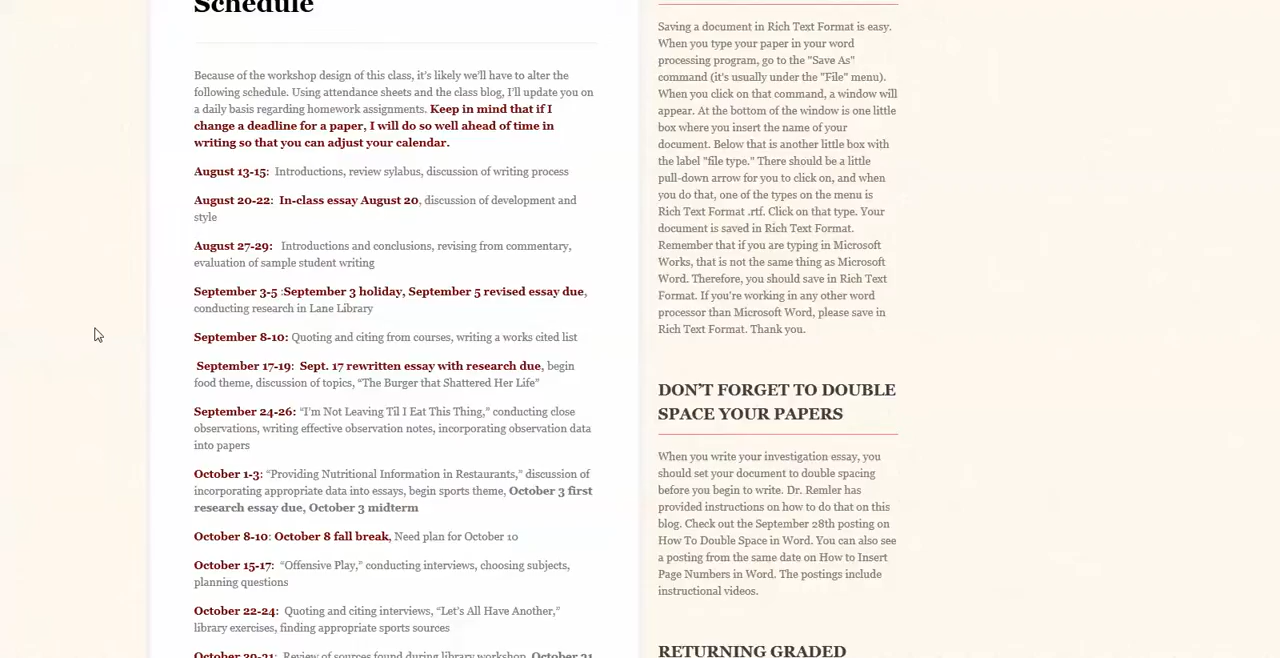 Schedule
Because of the workshop design of this class, it's likely we'll have to alter the
following schedule. Using attendance sheets and the class blog, I'll update you on
a daily basis regarding homework assignments. Keep in mind that if I
change a deadline for a paper, I will do so well ahead of time in
writing so that you can adjust your calendar.
August 13-15:  Introductions, review sylabus, discussion of writing process
August 20-22:  In-class essay August 20, discussion of development and
style
August 27-29:   Introductions and conclusions, revising from commentary,
evaluation of sample student writing
September 3-5 :September 3 holiday, September 5 revised essay due,
conducting research in Lane Library
September 8-10: Quoting and citing from courses, writing a works cited list
September 17-19:  Sept. 17 rewritten essay with research due, begin
food theme, discussion of topics, “The Burger that Shattered Her Life”
September 24-26: “I'm Not Leaving Til I Eat This Thing,” conducting close
observations, writing effective observation notes, incorporating observation data
into papers
October 1-3: “Providing Nutritional Information in Restaurants,” discussion of
incorporating appropriate data into essays, begin sports theme, October 3 first
research essay due, October 3 midterm
October 8-10: October 8 fall break, Need plan for October 10
October 15-17:  “Offensive Play,” conducting interviews, choosing subjects,
planning questions
October 22-24:  Quoting and citing interviews, “Let's All Have Another,”
library exercises, finding appropriate sports sources
October 29-31:  Review of sources found during library workshop, October 31
Saving a document in Rich Text Format is easy.
When you type your paper in your word
processing program, go to the "Save As"
command (it's usually under the "File" menu).
When you click on that command, a window will
appear. At the bottom of the window is one little
box where you insert the name of your
document. Below that is another little box with
the label "file type." There should be a little
pull-down arrow for you to click on, and when
you do that, one of the types on the menu is
Rich Text Format .rtf. Click on that type. Your
document is saved in Rich Text Format.
Remember that if you are typing in Microsoft
Works, that is not the same thing as Microsoft
Word. Therefore, you should save in Rich Text
Format. If you're working in any other word
processor than Microsoft Word, please save in
Rich Text Format. Thank you.
DON'T FORGET TO DOUBLE
SPACE YOUR PAPERS
When you write your investigation essay, you
should set your document to double spacing
before you begin to write. Dr. Remler has
provided instructions on how to do that on this
blog. Check out the September 28th posting on
How To Double Space in Word. You can also see
a posting from the same date on How to Insert
Page Numbers in Word. The postings include
instructional videos.
RETURNING GRADED